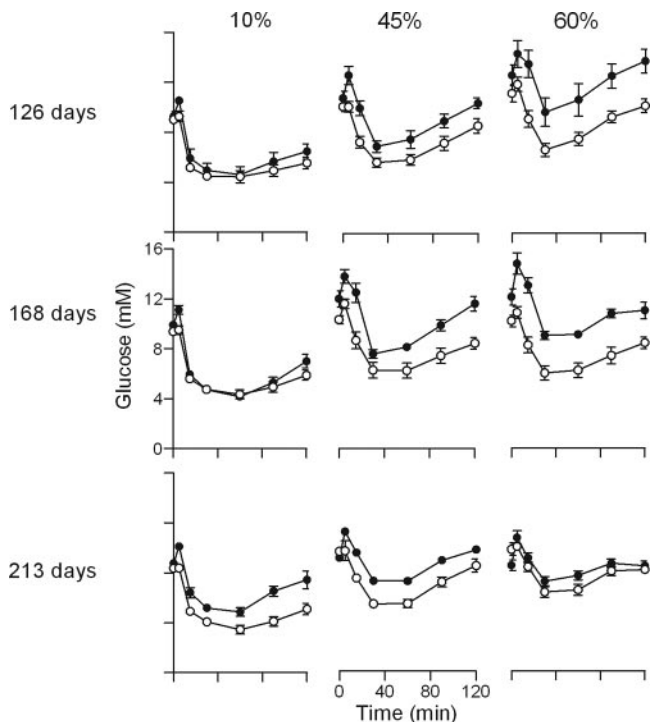 10% 45% 60%
126 days
16
12
8
4
0
Glucose (mM)
168 days
213 days
0 40 80 120
Time (min)